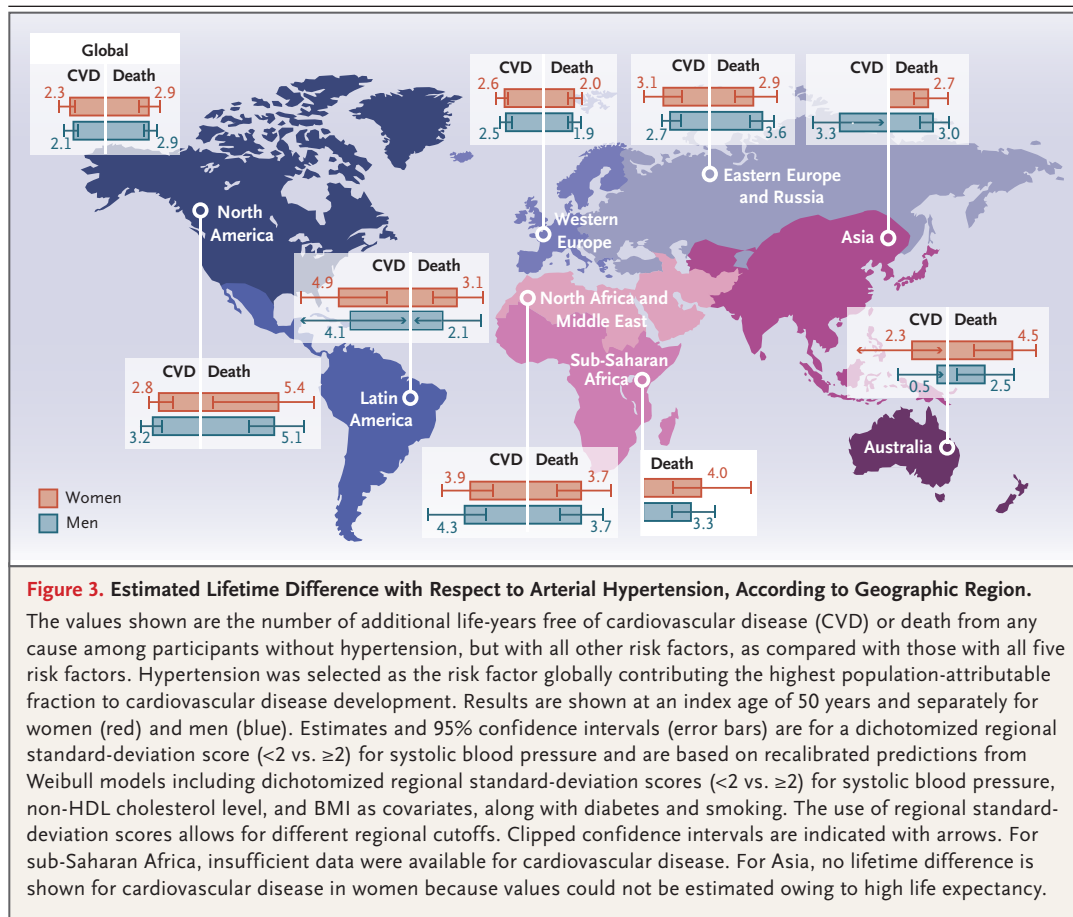 Global
CVD Death
2.3 2.9
2.1 2.9
CVD Death
2.6 2.0
2.5 1.9
CVD Death
3.1 2.9
2.7 3.6
CVD Death
2.7
3.3 3.0
North
America
Western
Europe
Eastern Europe
and Russia
Asia
CVD Death
4.9 3.1
4.1 2.1
North Africa and
Middle East
Sub-Saharan
Africa
CVD Death
2.3 4.5
0.5 2.5
CVD Death
2.8 5.4
3.2 5.1
Latin
America
Australia
CVD Death
3.9 3.7
4.3 3.7
Death
4.0
3.3
Women
Men
Figure 3. Estimated Lifetime Difference with Respect to Arterial Hypertension, According to Geographic Region.
The values shown are the number of additional life-years free of cardiovascular disease (CVD) or death from any
cause among participants without hypertension, but with all other risk factors, as compared with those with all five
risk factors. Hypertension was selected as the risk factor globally contributing the highest population-attributable
fraction to cardiovascular disease development. Results are shown at an index age of 50 years and separately for
women (red) and men (blue). Estimates and 95% confidence intervals (error bars) are for a dichotomized regional
standard-deviation score (<2 vs. ≥2) for systolic blood pressure and are based on recalibrated predictions from
Weibull models including dichotomized regional standard-deviation scores (<2 vs. ≥2) for systolic blood pressure,
non-HDL cholesterol level, and BMI as covariates, along with diabetes and smoking. The use of regional standard-
deviation scores allows for different regional cutoffs. Clipped confidence intervals are indicated with arrows. For
sub-Saharan Africa, insufficient data were available for cardiovascular disease. For Asia, no lifetime difference is
shown for cardiovascular disease in women because values could not be estimated owing to high life expectancy.